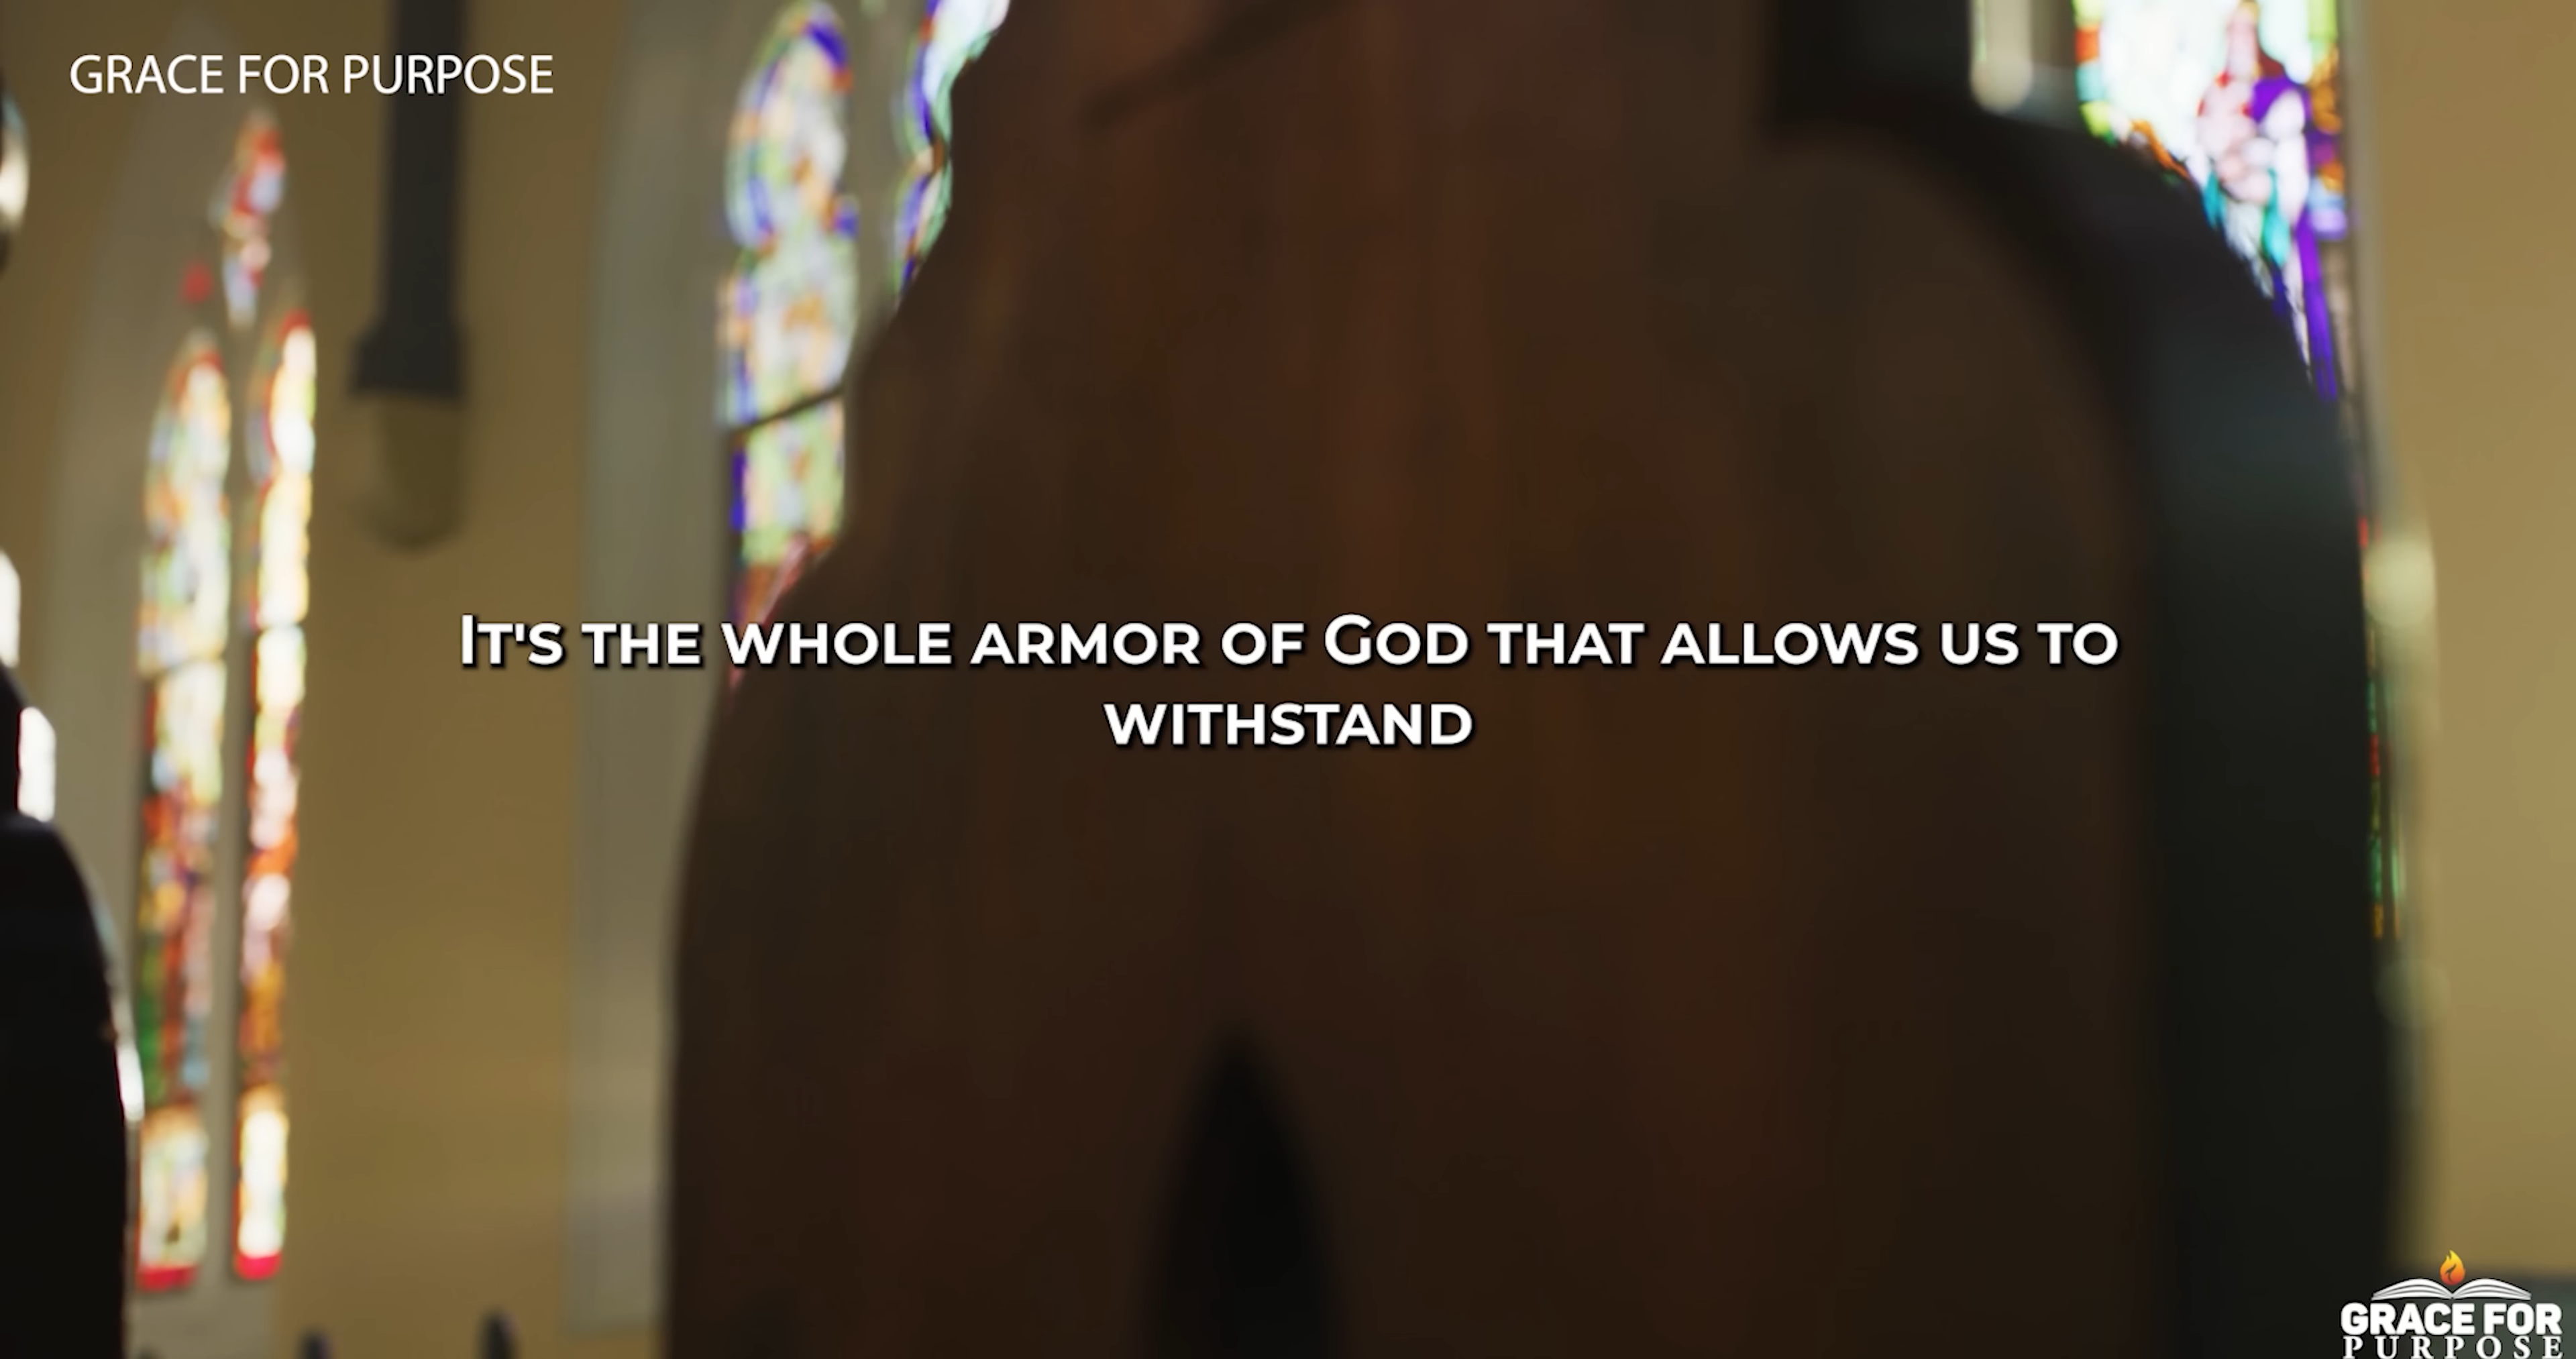 GRACE FOR PURPOSE
It's the whole armor of God that allows us to
withstand
GRACE FOR
PURPOSE